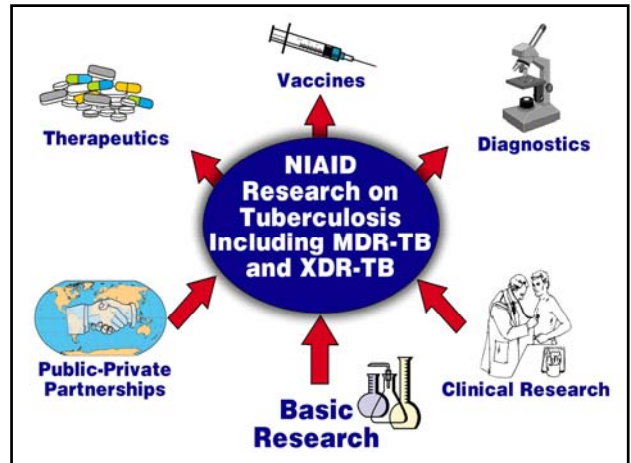 Vaccines
Therapeutics
Diagnostics
NIAID
Research on
Tuberculosis
Including MDR-TB
and XDR-TB
Public-Private
Partnerships
Clinical Research
Basic
Research